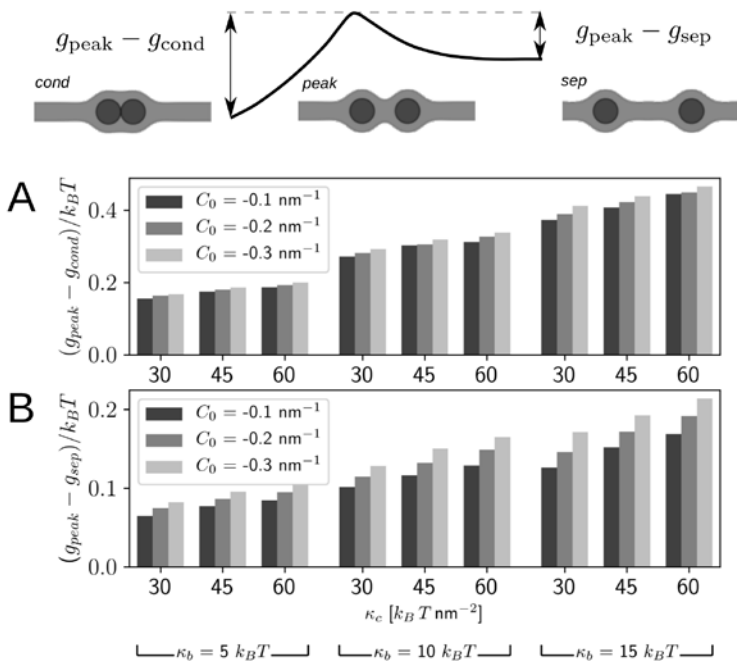 g_peak − g_cond
g_peak − g_sep
cond
peak
sep
A
(g_peak − g_cond)/k_BT
0.4
0.2
0.0
C_0 = -0.1 nm⁻¹
C_0 = -0.2 nm⁻¹
C_0 = -0.3 nm⁻¹
30 45 60 30 45 60 30 45 60
B
(g_peak − g_sep)/k_BT
0.2
0.1
0.0
C_0 = -0.1 nm⁻¹
C_0 = -0.2 nm⁻¹
C_0 = -0.3 nm⁻¹
30 45 60 30 45 60 30 45 60
κ_c [k_B T nm⁻²]
κ_b = 5 k_BT κ_b = 10 k_BT κ_b = 15 k_BT